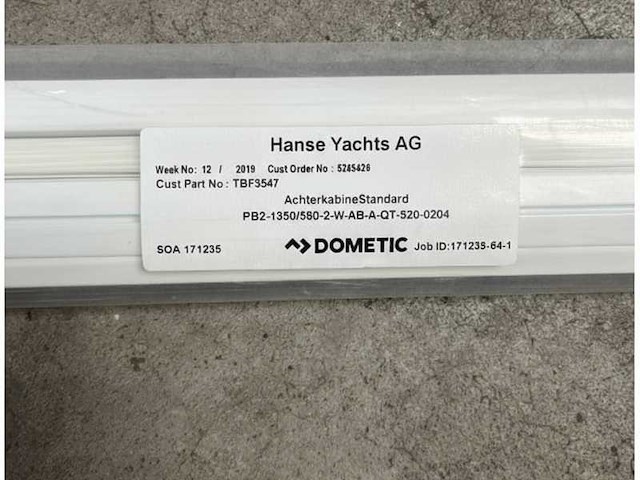 Hanse Yachts AG
Week No: 12 / 2019 Cust Order No : 5245426
Cust Part No : TBF3547
AchterkabineStandard
PB2-1350/580-2-W-AB-A-QT-520-0204
SOA 171235 DOMETIC Job ID:171235-64-1